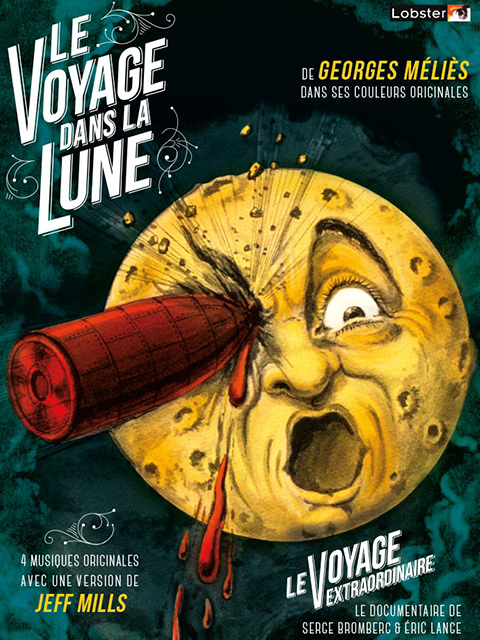 Lobster
LE
VOYAGE
DANS LA
LUNE
DE GEORGES MÉLIÈS
DANS SES COULEURS ORIGINALES
4 MUSIQUES ORIGINALES
AVEC UNE VERSION DE
JEFF MILLS
LE VOYAGE
EXTRAORDINAIRE
LE DOCUMENTAIRE DE
SERGE BROMBERG & ÉRIC LANGE